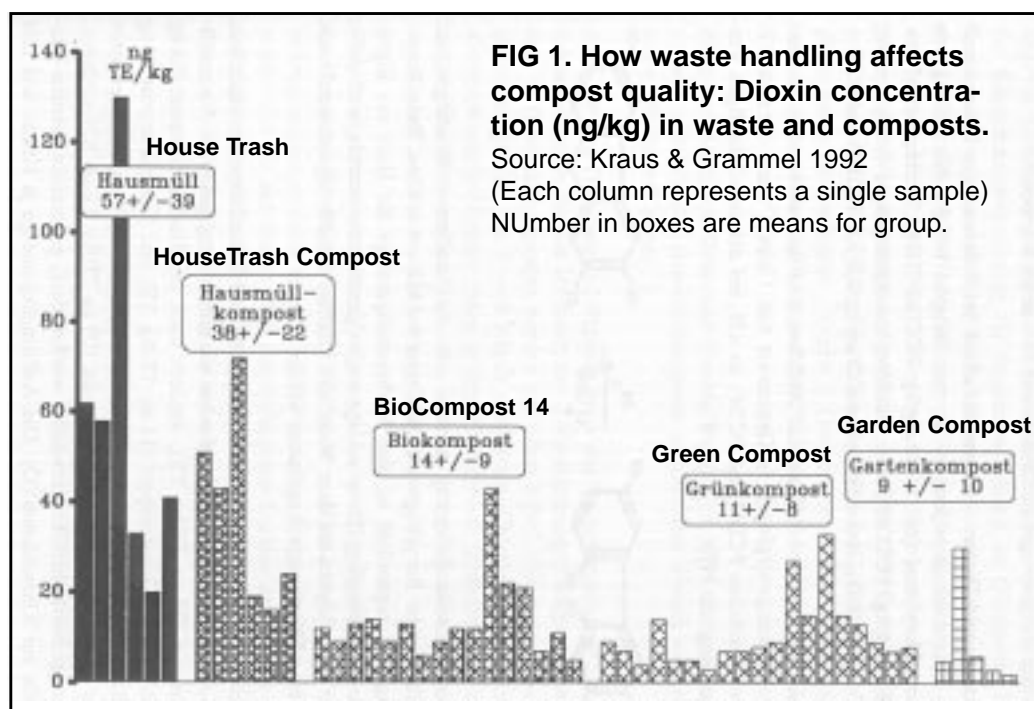 FIG 1. How waste handling affects
compost quality: Dioxin concentra-
tion (ng/kg) in waste and composts.
Source: Kraus & Grammel 1992
(Each column represents a single sample)
NUmber in boxes are means for group.
140
120
100
80
60
40
20
0
ng
TE/kg
House Trash
Hausmüll
57+/-39
HouseTrash Compost
Hausmüll-
kompost
38+/-22
BioCompost 14
Biokompost
14+/-9
Green Compost
Grünkompost
11+/-8
Garden Compost
Gartenkompost
9 +/- 10